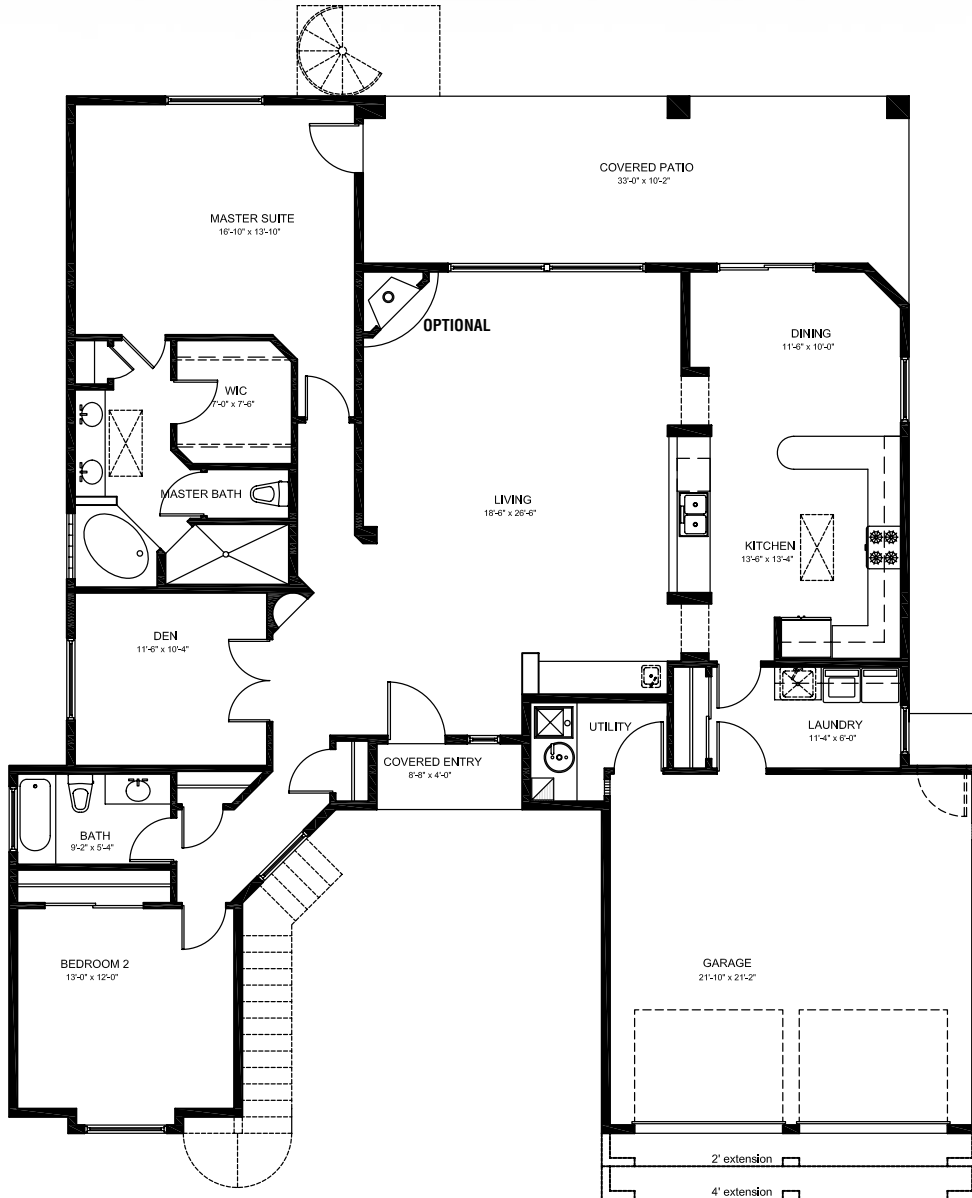 COVERED PATIO
33'-0" x 10'-2"
MASTER SUITE
16'-10" x 13'-10"
OPTIONAL
DINING
11'-6" x 10'-0"
WIC
7'-0" x 7'-6"
MASTER BATH
LIVING
18'-6" x 26'-6"
KITCHEN
13'-6" x 13'-4"
DEN
11'-6" x 10'-4"
UTILITY
LAUNDRY
11'-4" x 6'-0"
COVERED ENTRY
8'-8" x 4'-0"
BATH
9'-2" x 5'-4"
BEDROOM 2
13'-0" x 12'-0"
GARAGE
21'-10" x 21'-2"
2' extension
4' extension